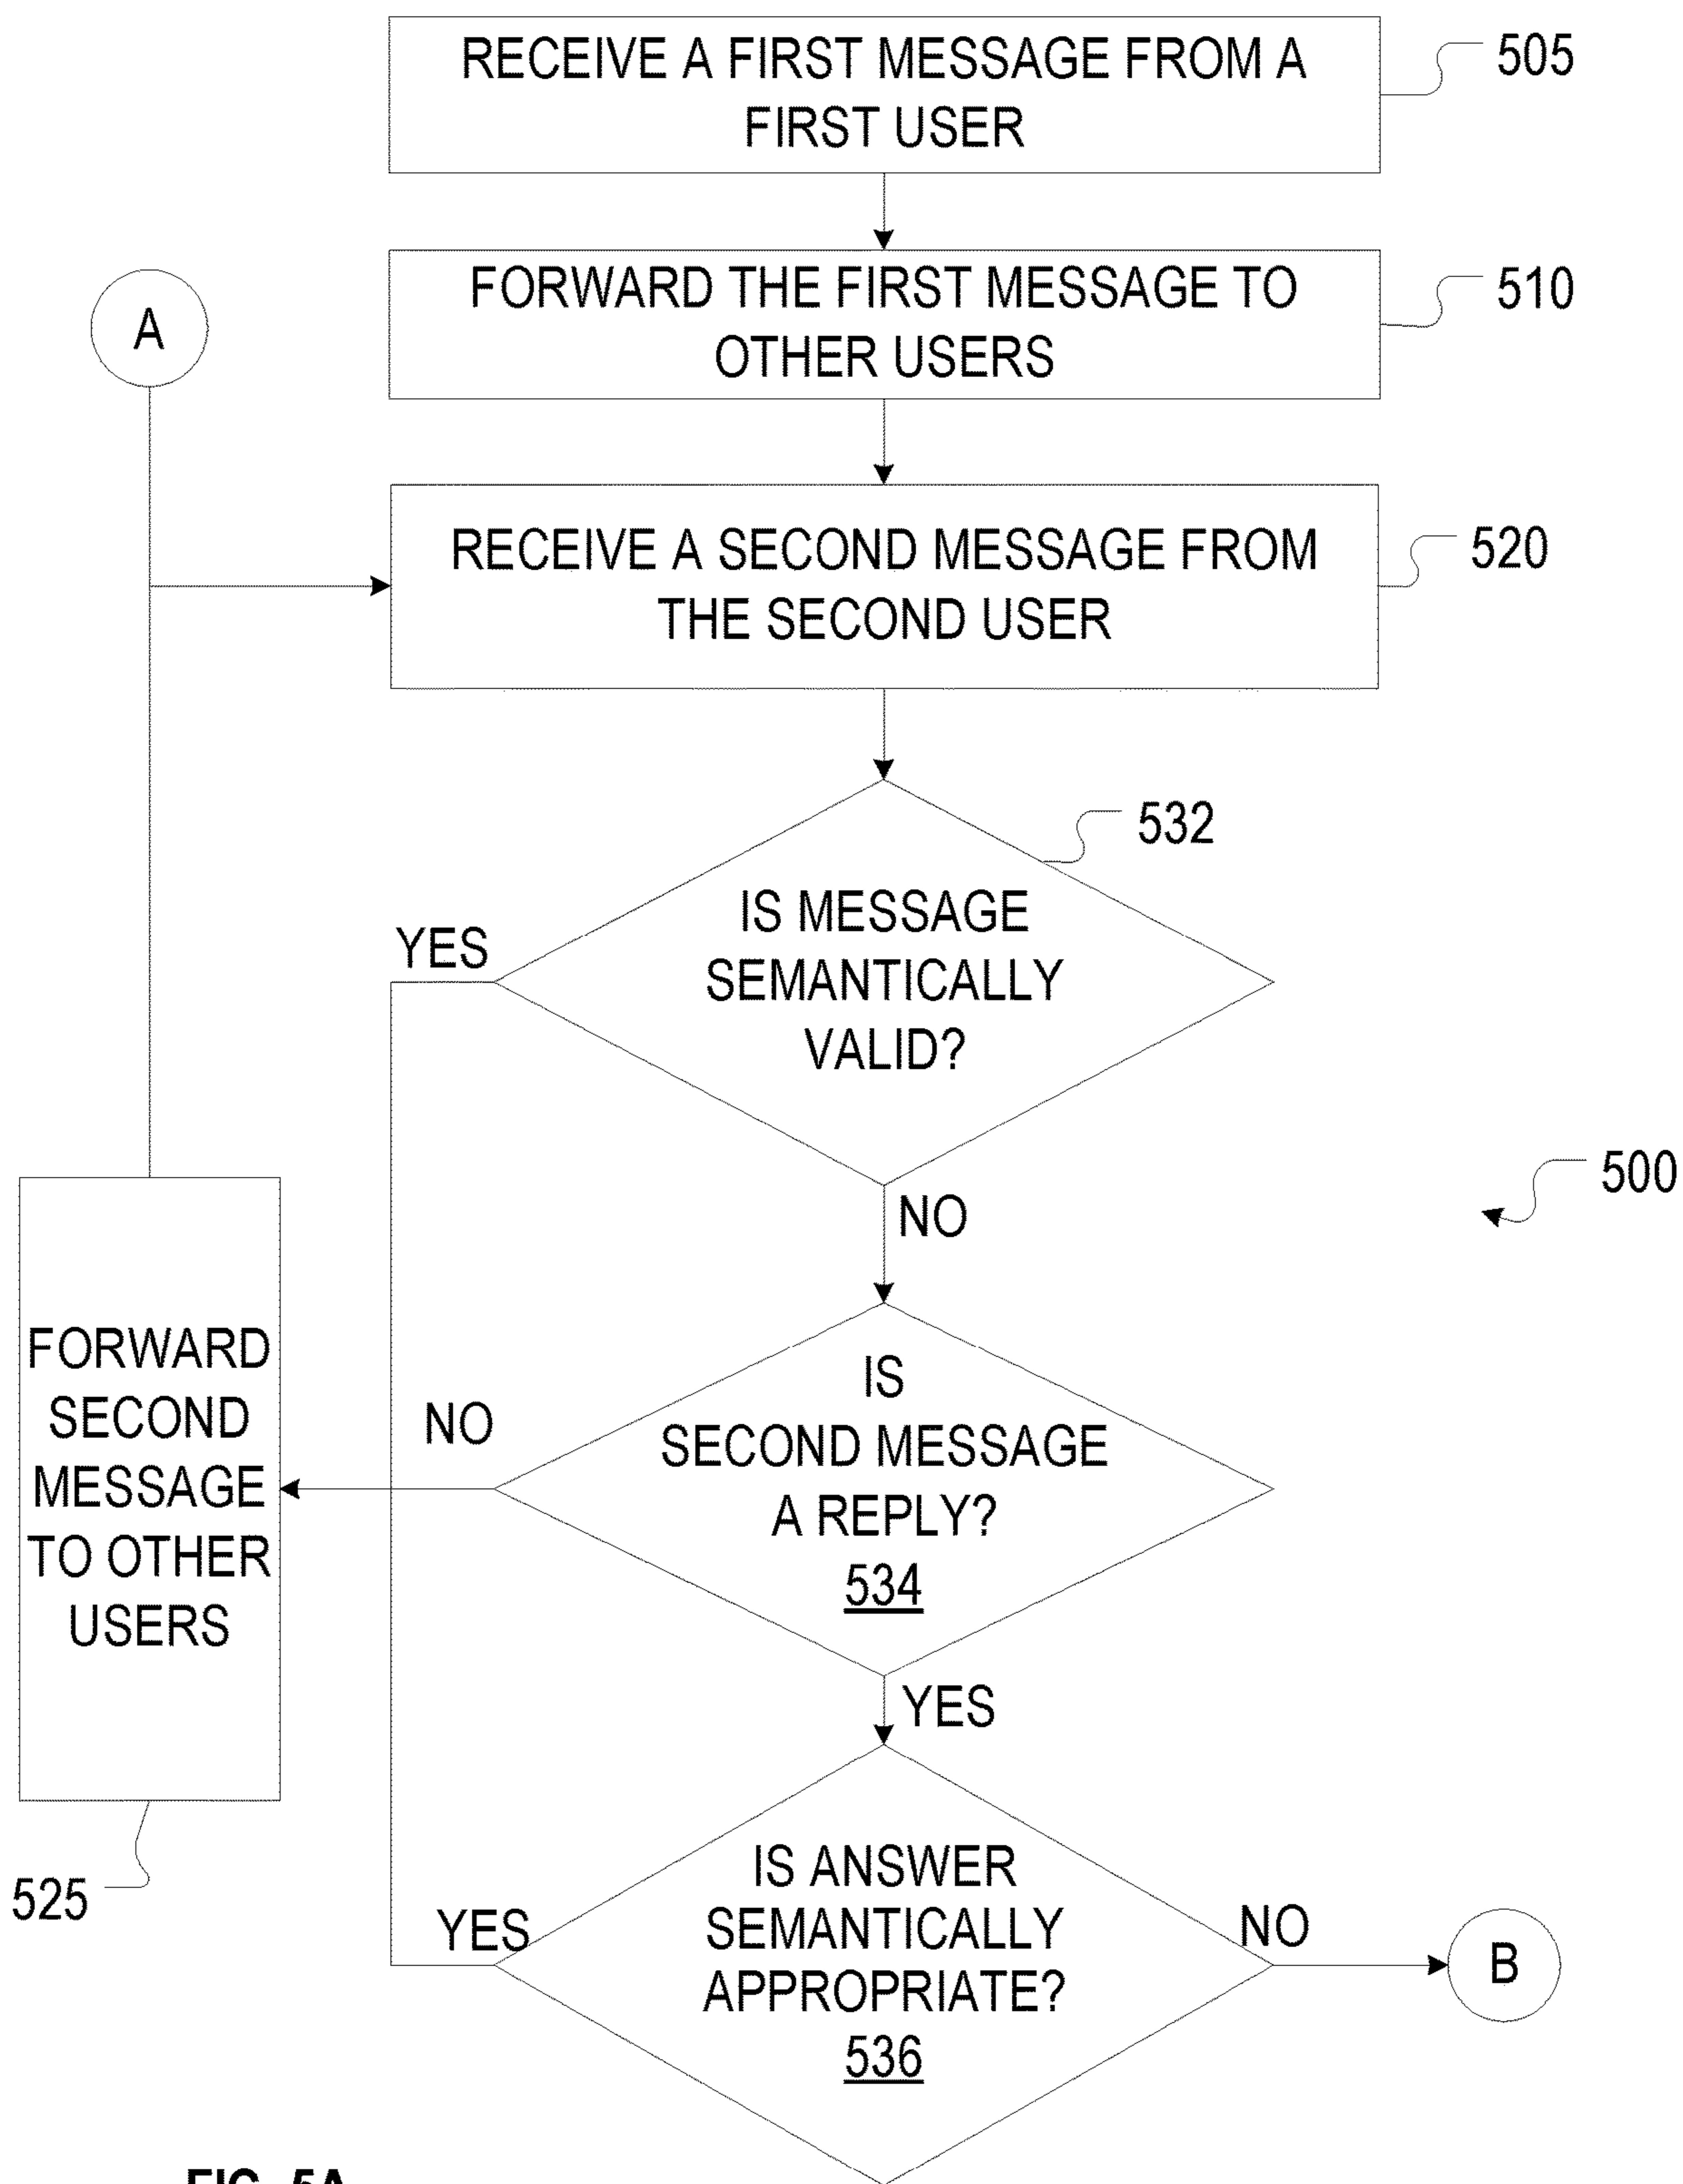 RECEIVE A FIRST MESSAGE FROM A
FIRST USER
505
FORWARD THE FIRST MESSAGE TO
OTHER USERS
510
A
RECEIVE A SECOND MESSAGE FROM
THE SECOND USER
520
532
IS MESSAGE
SEMANTICALLY
VALID?
YES
NO
500
FORWARD
SECOND
MESSAGE
TO OTHER
USERS
525
NO
IS
SECOND MESSAGE
A REPLY?
534
YES
IS ANSWER
SEMANTICALLY
APPROPRIATE?
536
YES
NO
B
FIG. 5A